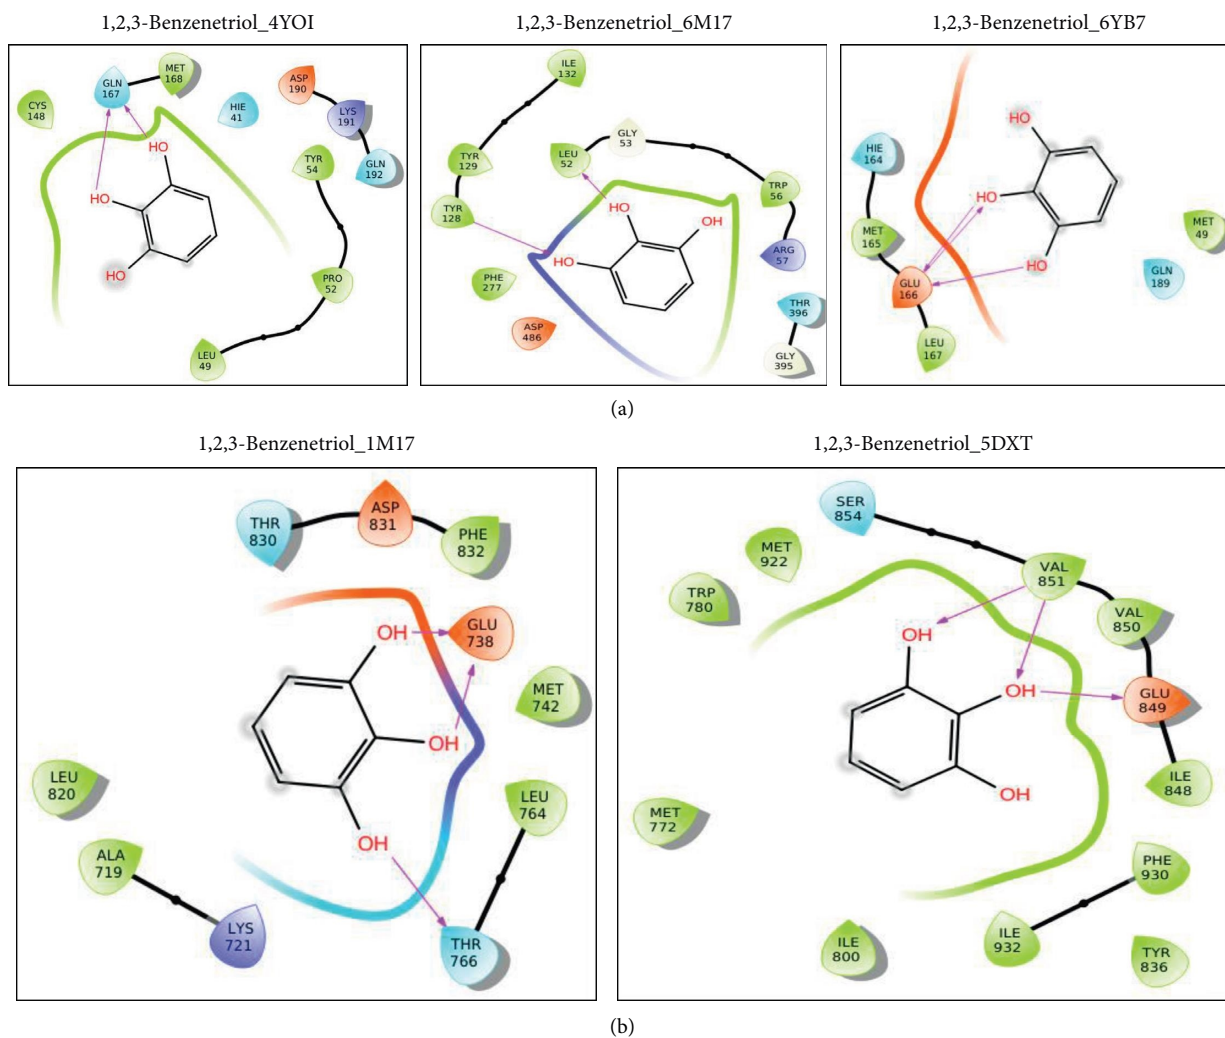 1,2,3-Benzenetriol_4YOI
1,2,3-Benzenetriol_6M17
1,2,3-Benzenetriol_6YB7
CYS
148
GLN
167
MET
168
HIE
41
ASP
190
LYS
191
GLN
192
TYR
54
PRO
52
LEU
49
HO
HO
HO
ILE
132
TYR
129
TYR
128
LEU
52
GLY
53
TRP
56
ARG
57
PHE
277
ASP
486
THR
396
GLY
395
HO
OH
HO
HIE
164
MET
165
GLU
166
LEU
167
MET
49
GLN
189
HO
HO
HO
(a)
1,2,3-Benzenetriol_1M17
1,2,3-Benzenetriol_5DXT
THR
830
ASP
831
PHE
832
GLU
738
MET
742
LEU
764
THR
766
LEU
820
ALA
719
LYS
721
OH
OH
OH
SER
854
MET
922
TRP
780
VAL
851
VAL
850
GLU
849
ILE
848
MET
772
PHE
930
ILE
932
ILE
800
TYR
836
OH
OH
OH
(b)